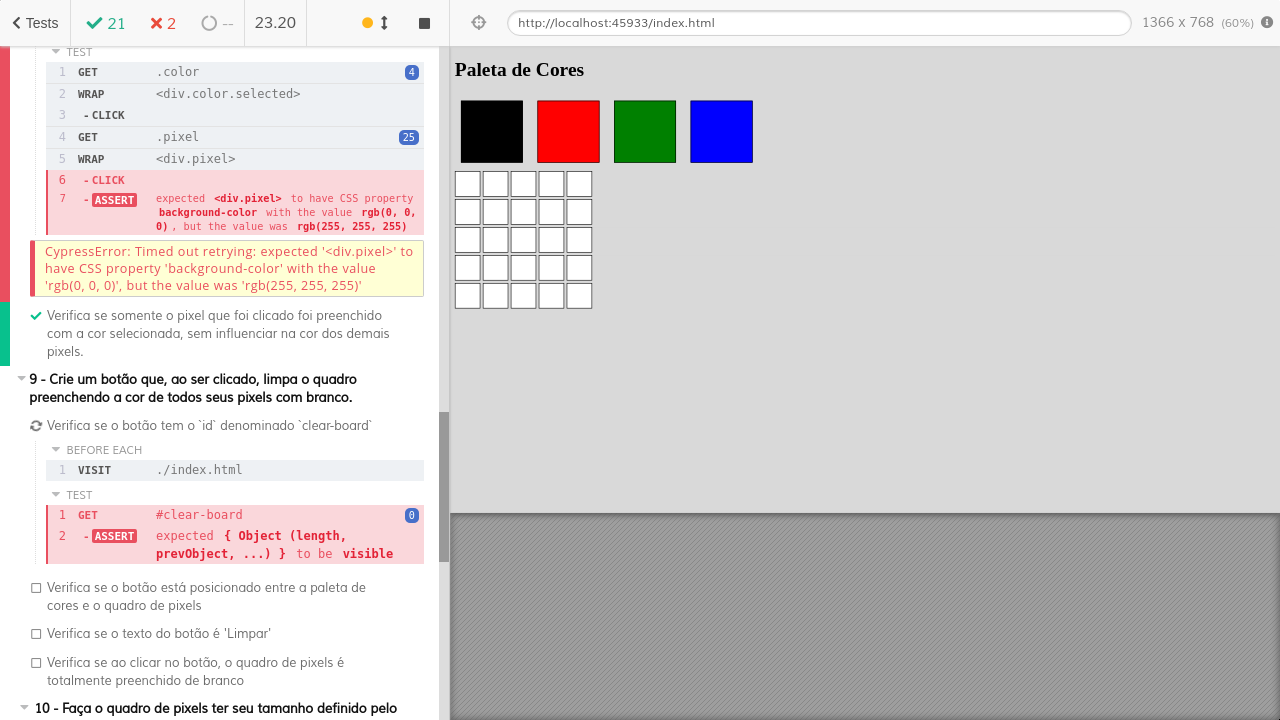 Tests 21 2 -- 23.20 http://localhost:45933/index.html 1366 x 768 (60%)
TEST
1 GET .color 4
2 WRAP <div.color.selected>
3 - CLICK
4 GET .pixel 25
5 WRAP <div.pixel>
6 - CLICK
7 - ASSERT expected <div.pixel> to have CSS property
background-color with the value rgb(0, 0,
0), but the value was rgb(255, 255, 255)
CypressError: Timed out retrying: expected '<div.pixel>' to
have CSS property 'background-color' with the value
'rgb(0, 0, 0)', but the value was 'rgb(255, 255, 255)'
Verifica se somente o pixel que foi clicado foi preenchido
com a cor selecionada, sem influenciar na cor dos demais
pixels.
9 - Crie um botão que, ao ser clicado, limpa o quadro
preenchendo a cor de todos seus pixels com branco.
Verifica se o botão tem o `id` denominado `clear-board`
BEFORE EACH
1 VISIT ./index.html
TEST
1 GET #clear-board 0
2 - ASSERT expected { Object (length,
prevObject, ...) } to be visible
Verifica se o botão está posicionado entre a paleta de
cores e o quadro de pixels
Verifica se o texto do botão é 'Limpar'
Verifica se ao clicar no botão, o quadro de pixels é
totalmente preenchido de branco
10 - Faça o quadro de pixels ter seu tamanho definido pelo
Paleta de Cores